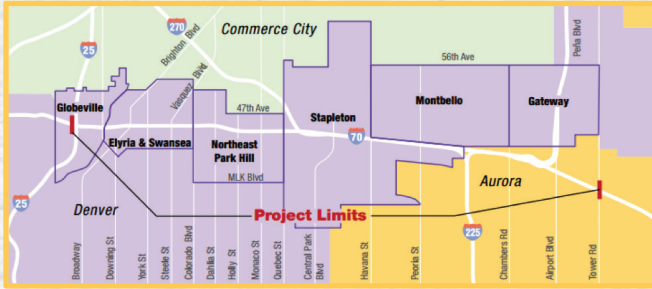 270
Commerce City
25
Brighton Blvd
Vasquez Blvd
56th Ave
Peña Blvd
Globeville
47th Ave
Stapleton
Montbello
Gateway
70
Elyria & Swansea
Northeast
Park Hill
MLK Blvd
Aurora
25
Denver
Project Limits
225
Broadway
Downing St
York St
Steele St
Colorado Blvd
Dahlia St
Holly St
Monaco St
Quebec St
Central Park
Blvd
Havana St
Peoria St
Chambers Rd
Airport Blvd
Tower Rd